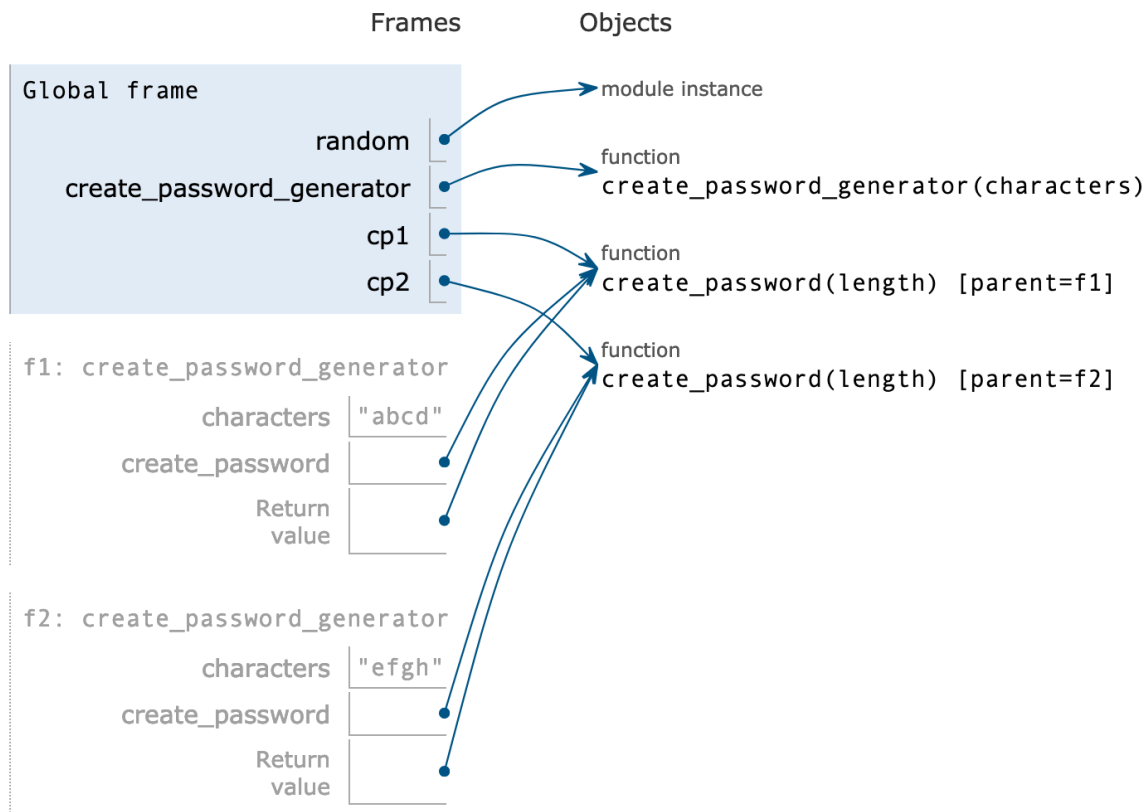 Frames Objects
Global frame
module instance
random
function
create_password_generator
create_password_generator(characters)
cp1
function
cp2
create_password(length) [parent=f1]
function
f1: create_password_generator
create_password(length) [parent=f2]
characters "abcd"
create_password
Return
value
f2: create_password_generator
characters "efgh"
create_password
Return
value